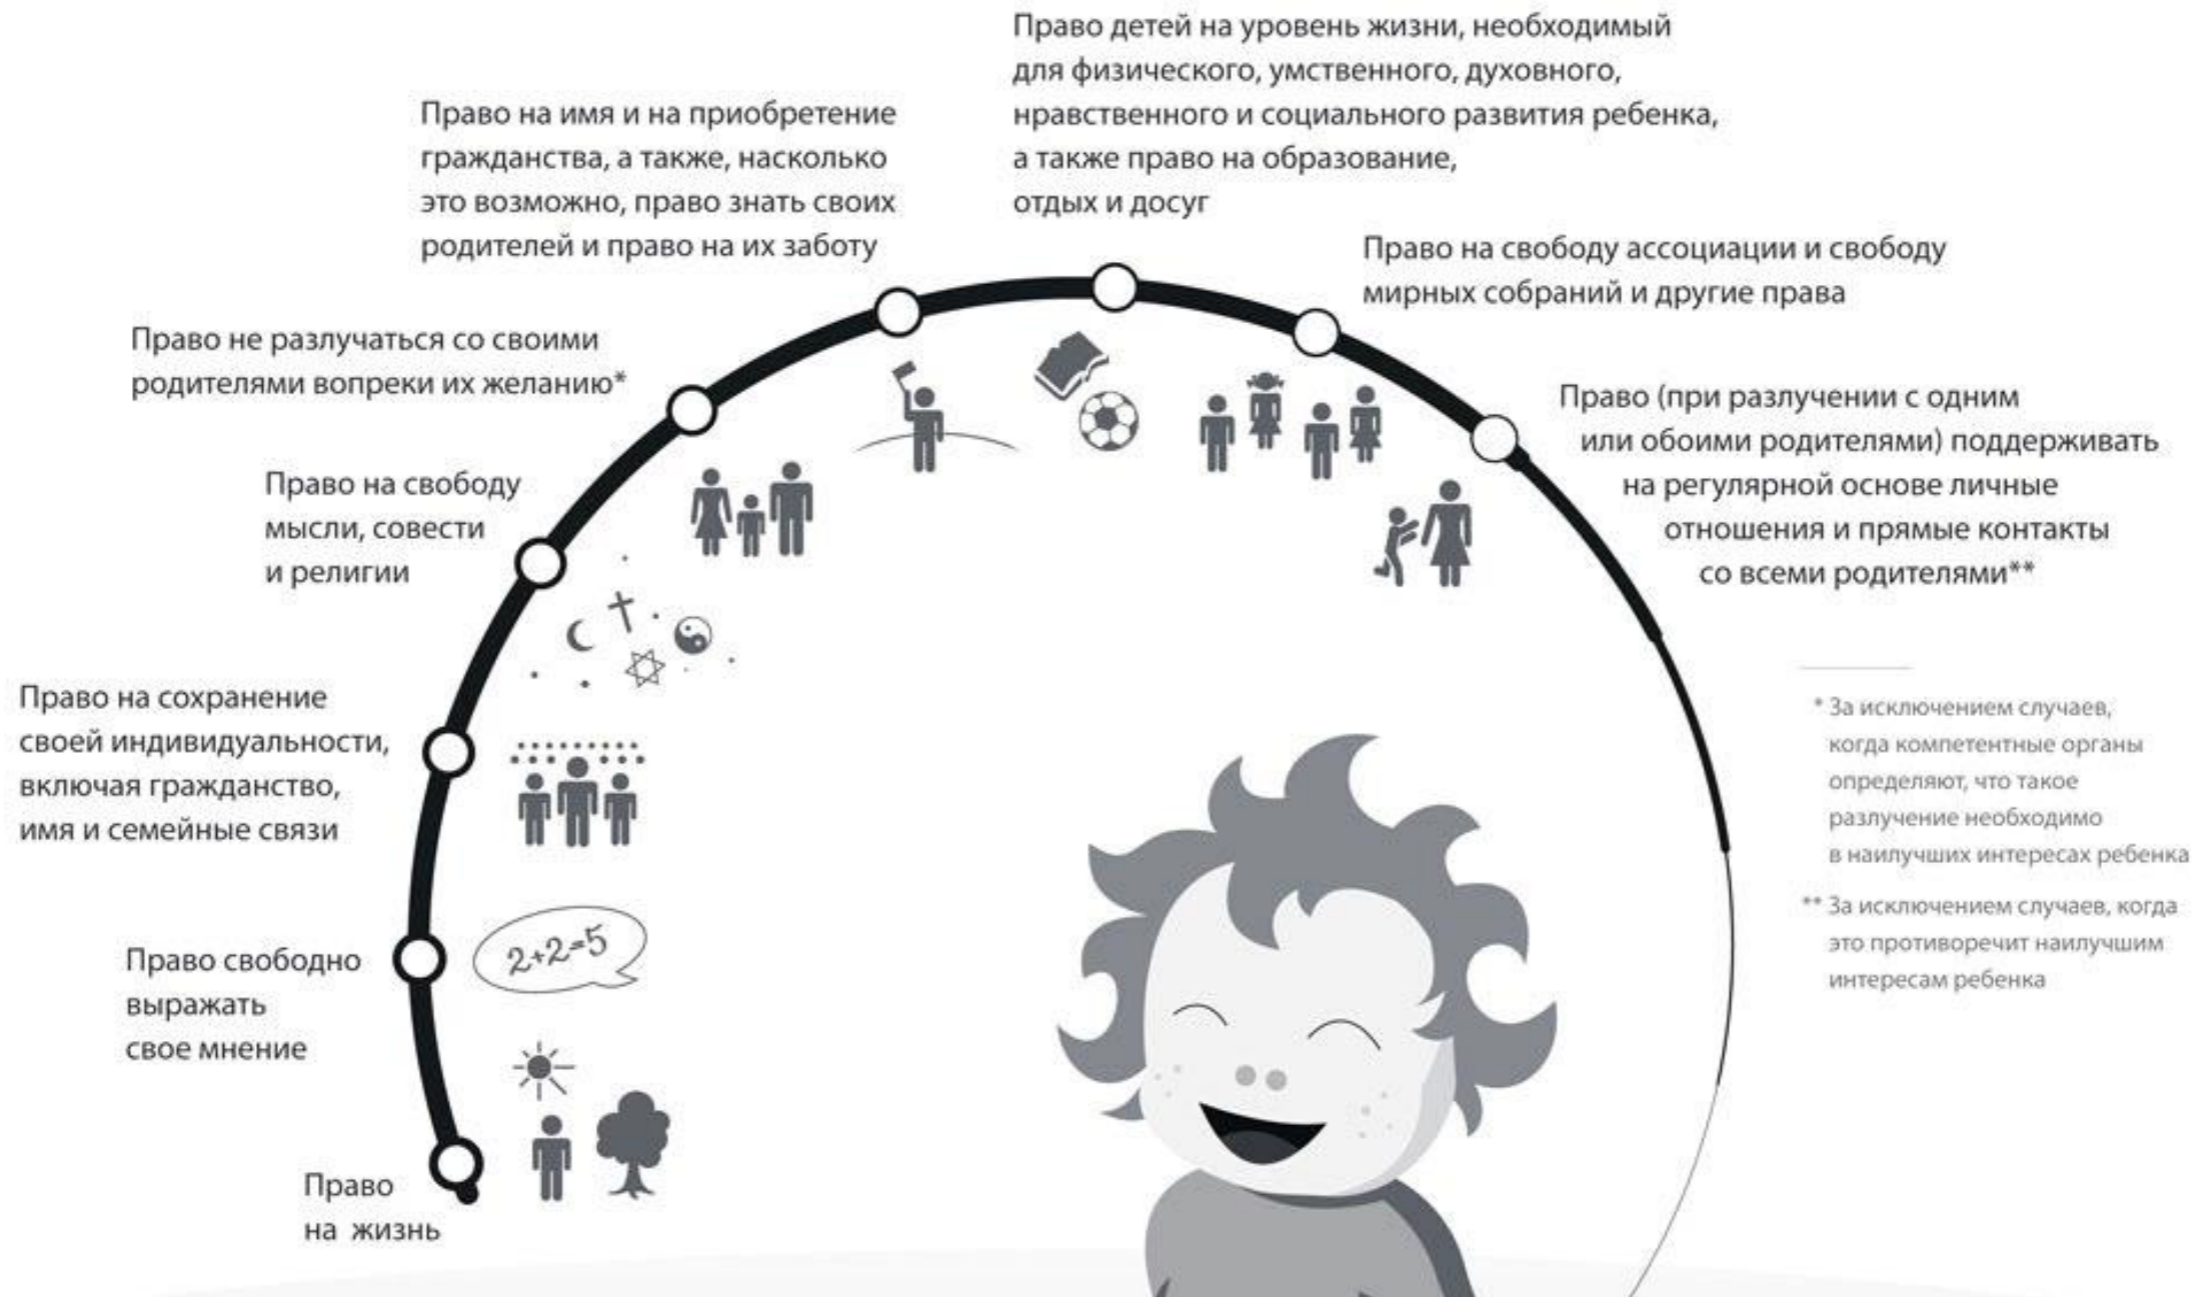 Право детей на уровень жизни, необходимый
для физического, умственного, духовного,
нравственного и социального развития ребенка,
а также право на образование,
отдых и досуг
Право на имя и на приобретение
гражданства, а также, насколько
это возможно, право знать своих
родителей и право на их заботу
Право на свободу ассоциации и свободу
мирных собраний и другие права
Право не разлучаться со своими
родителями вопреки их желанию*
Право (при разлучении с одним
или обоими родителями) поддерживать
на регулярной основе личные
отношения и прямые контакты
со всеми родителями**
Право на свободу
мысли, совести
и религии
Право на сохранение
своей индивидуальности,
включая гражданство,
имя и семейные связи
* За исключением случаев,
когда компетентные органы
определяют, что такое
разлучение необходимо
в наилучших интересах ребенка
** За исключением случаев, когда
это противоречит наилучшим
интересам ребенка
Право свободно
выражать
свое мнение
2+2=5
Право
на жизнь